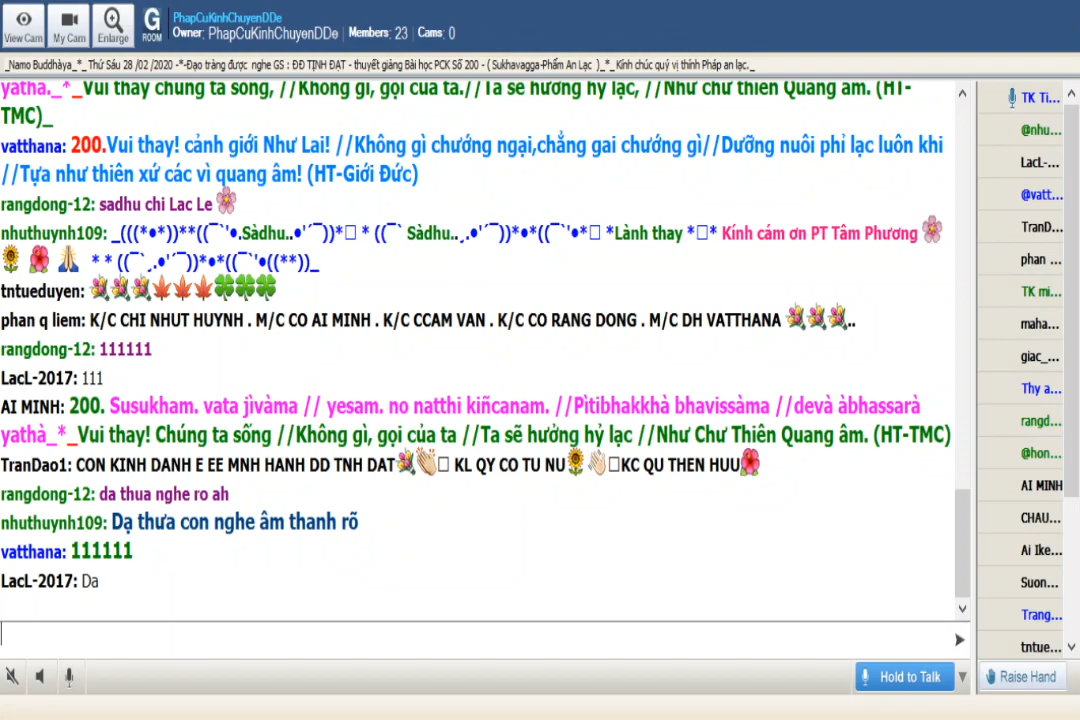 View Cam
My Cam
Enlarge
G
ROOM
PhapCuKinhChuyenDDe
Owner: PhapCuKinhChuyenDDe | Members: 23 | Cams: 0
_Namo Buddhàya_*_ Thứ Sáu 28 /02 /2020 -*-Đạo tràng được nghe GS : ĐĐ TỊNH ĐẠT - thuyết giảng Bài học PCK Số 200 - ( Sukhavagga-Phẩm An Lạc )_*_Kính chúc quý vị thính Pháp an lạc._
yathà._*_Vui thay chúng ta sống, //Không gì, gọi của ta.//Ta sẽ hưởng hỷ lạc, //Như chư thiên Quang âm. (HT-
TMC)_
vatthana: 200.Vui thay! cảnh giới Như Lai! //Không gì chướng ngại,chẳng gai chướng gì//Dưỡng nuôi phỉ lạc luôn khi
//Tựa như thiên xứ các vì quang âm! (HT-Giới Đức)
rangdong-12: sadhu chi Lac Le 🌸
nhuthuynh109: _(((*•*))**((¯`'•.Sàdhu..•'´¯))*□ * ((¯` Sàdhu..¸.•'´¯))*•*((¯`'•*□ *Lành thay *□* Kính cám ơn PT Tâm Phương 🌸
🌻 🌺 🙏 * * ((¯`¸.•'´¯))*•*((¯`'•((**))_
tntueduyen: 💐💐💐🍁🍁🍁🍀🍀🍀
phan q liem: K/C CHI NHUT HUYNH . M/C CO AI MINH . K/C CCAM VAN . K/C CO RANG DONG . M/C DH VATTHANA 💐💐💐..
rangdong-12: 111111
LacL-2017: 111
AI MINH: 200. Susukham. vata jìvàma // yesam. no natthi kiñcanam. //Pìtibhakkhà bhavissàma //devà àbhassarà
yathà_*_Vui thay! Chúng ta sống //Không gì, gọi của ta //Ta sẽ hưởng hỷ lạc //Như Chư Thiên Quang âm. (HT-TMC)
TranDao1: CON KINH DANH E EE MNH HANH DD TNH DAT💐👏□ KL QY CO TU NU🌻👏□KC QU THEN HUU🌺
rangdong-12: da thua nghe ro ah
nhuthuynh109: Dạ thưa con nghe âm thanh rõ
vatthana: 111111
LacL-2017: Da
TK Ti...
@nhu...
LacL-...
@vatt...
TranD...
phan ...
TK mi...
maha...
giac_...
Thy a...
rangd...
@hon...
AI MINH
CHAU...
Ai Ike...
Suon...
Trang...
tntue...
Hold to Talk
Raise Hand